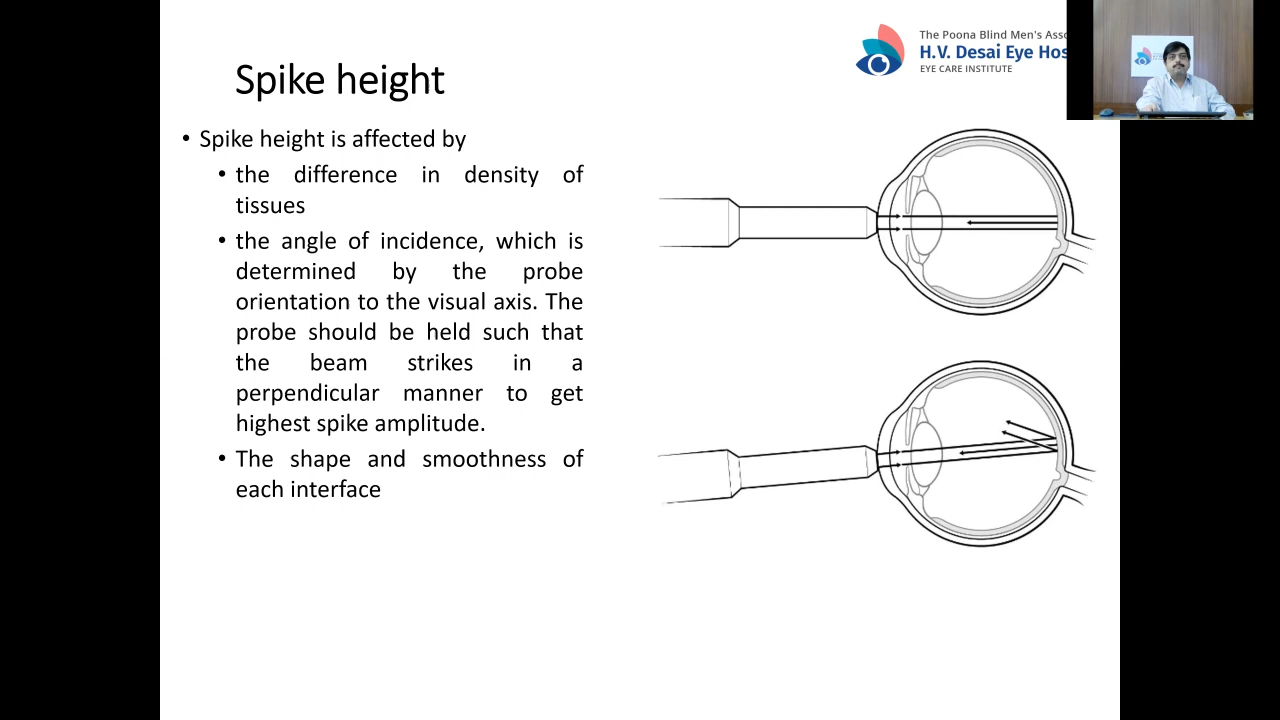 The Poona Blind Men's
H.V. Desai Eye
EYE CARE INSTITUTE
Spike height
• Spike height is affected by
• the difference in density of
tissues
• the angle of incidence, which is
determined by the probe
orientation to the visual axis. The
probe should be held such that
the beam strikes in a
perpendicular manner to get
highest spike amplitude.
• The shape and smoothness of
each interface